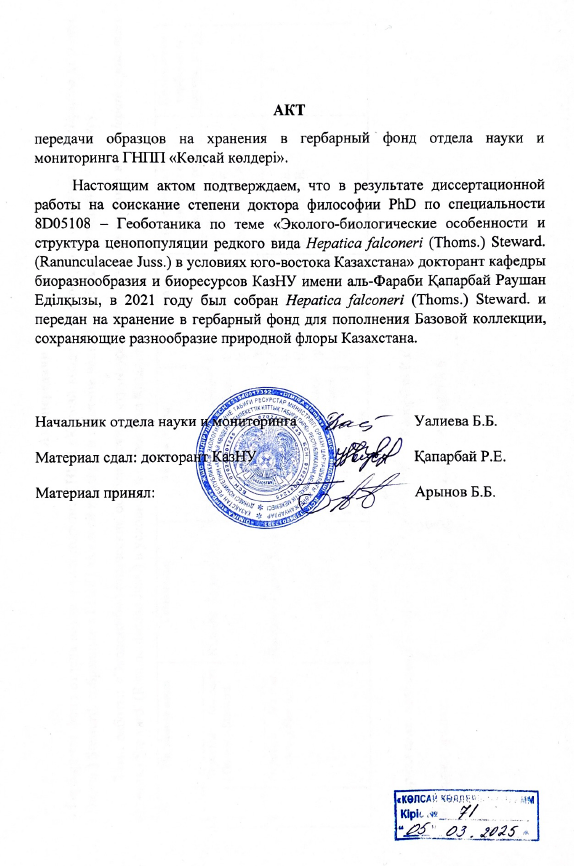 АКТ
передачи образцов на хранения в гербарный фонд отдела науки и
мониторинга ГНПП «Көлсай көлдері».
Настоящим актом подтверждаем, что в результате диссертационной
работы на соискание степени доктора философии PhD по специальности
8D05108 – Геоботаника по теме «Эколого-биологические особенности и
структура ценопопуляции редкого вида Hepatica falconeri (Thoms.) Steward.
(Ranunculaceae Juss.) в условиях юго-востока Казахстана» докторант кафедры
биоразнообразия и биоресурсов КазНУ имени аль-Фараби Қапарбай Раушан
Еділқызы, в 2021 году был собран Hepatica falconeri (Thoms.) Steward. и
передан на хранение в гербарный фонд для пополнения Базовой коллекции,
сохраняющие разнообразие природной флоры Казахстана.
Начальник отдела науки и мониторинга Уалиева Б.Б.
Материал сдал: докторант КазНУ Қапарбай Р.Е.
Материал принял: Арынов Б.Б.
«КӨЛСАЙ КӨЛДЕРІ» ММ
Кіріс № 71
"05" 03. 2025